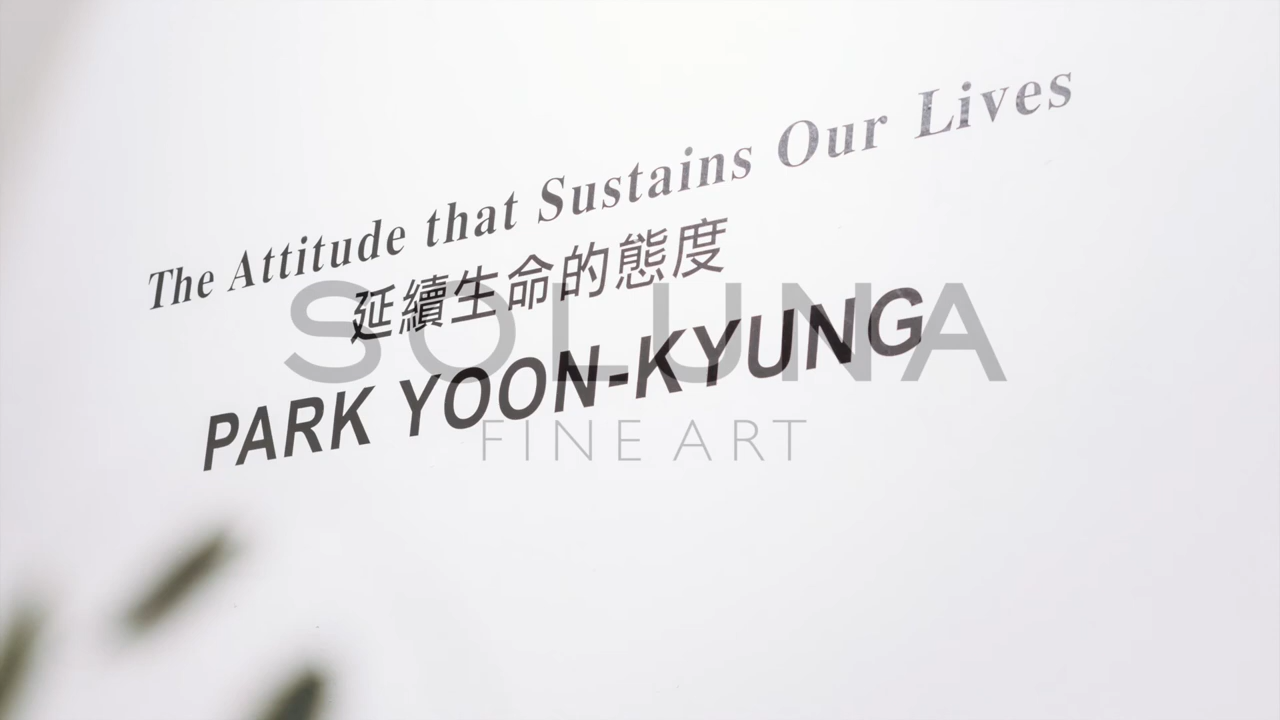 The Attitude that Sustains Our Lives
延續生命的態度
PARK YOON-KYUNG
SOLUNA
FINE ART